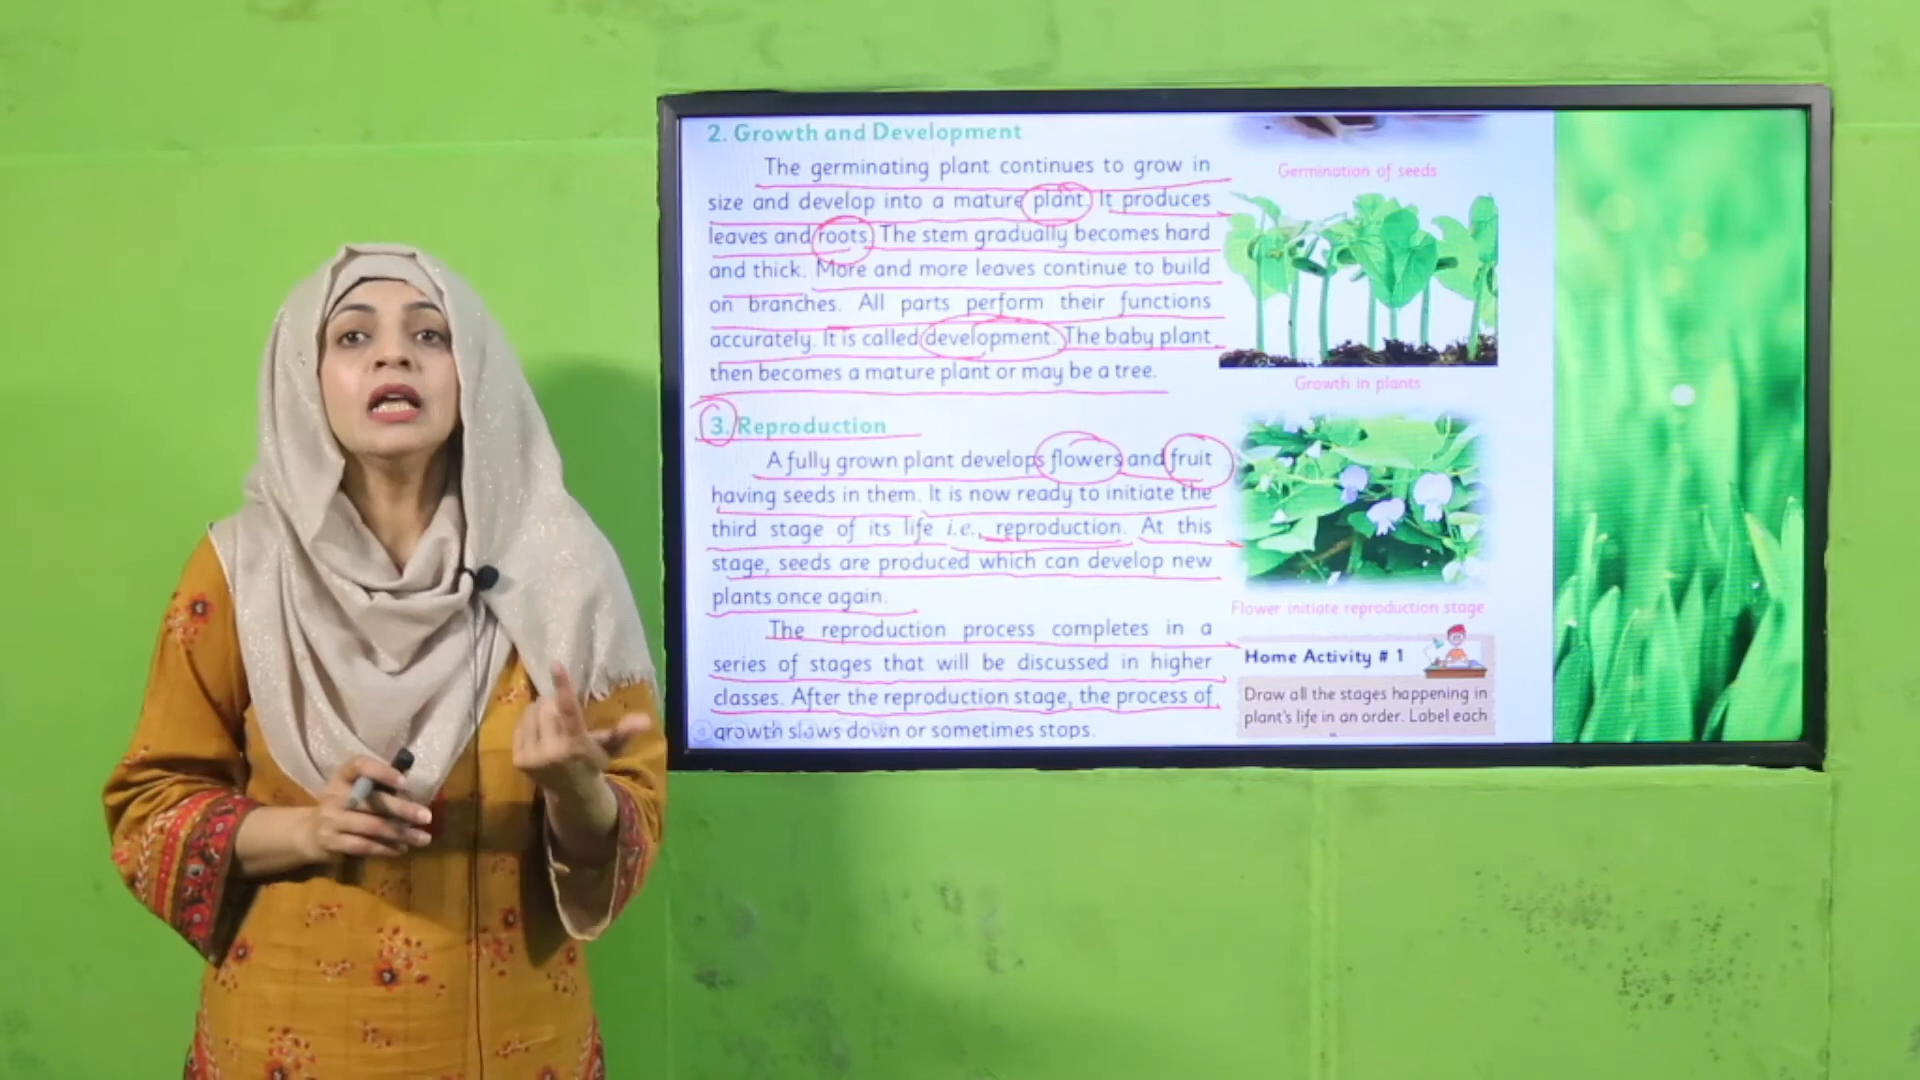 2. Growth and Development
The germinating plant continues to grow in
size and develop into a mature plant. It produces
leaves and roots. The stem gradually becomes hard
and thick. More and more leaves continue to build
on branches. All parts perform their functions
accurately. It is called development. The baby plant
then becomes a mature plant or may be a tree.
3. Reproduction
A fully grown plant develops flowers and fruit
having seeds in them. It is now ready to initiate the
third stage of its life i.e., reproduction. At this
stage, seeds are produced which can develop new
plants once again.
The reproduction process completes in a
series of stages that will be discussed in higher
classes. After the reproduction stage, the process of
growth slows down or sometimes stops.
Germination of seeds
Growth in plants
Flower initiate reproduction stage
Home Activity # 1
Draw all the stages happening in
plant's life in an order. Label each